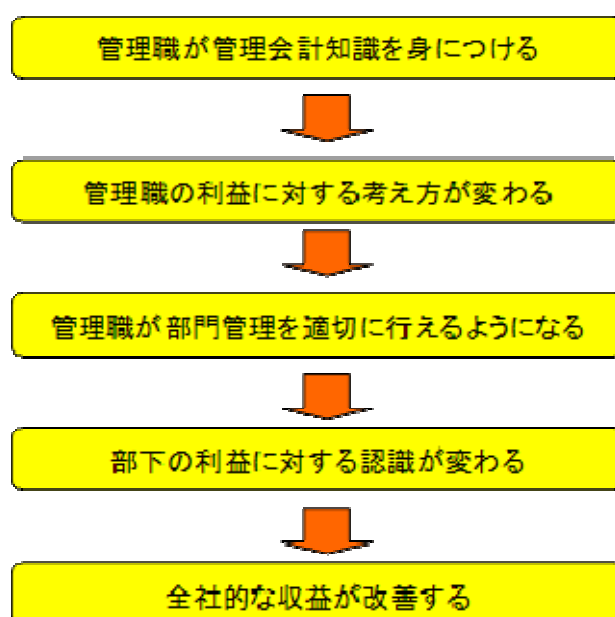 管理職が管理会計知識を身につける
管理職の利益に対する考え方が変わる
管理職が部門管理を適切に行えるようになる
部下の利益に対する認識が変わる
全社的な収益が改善する